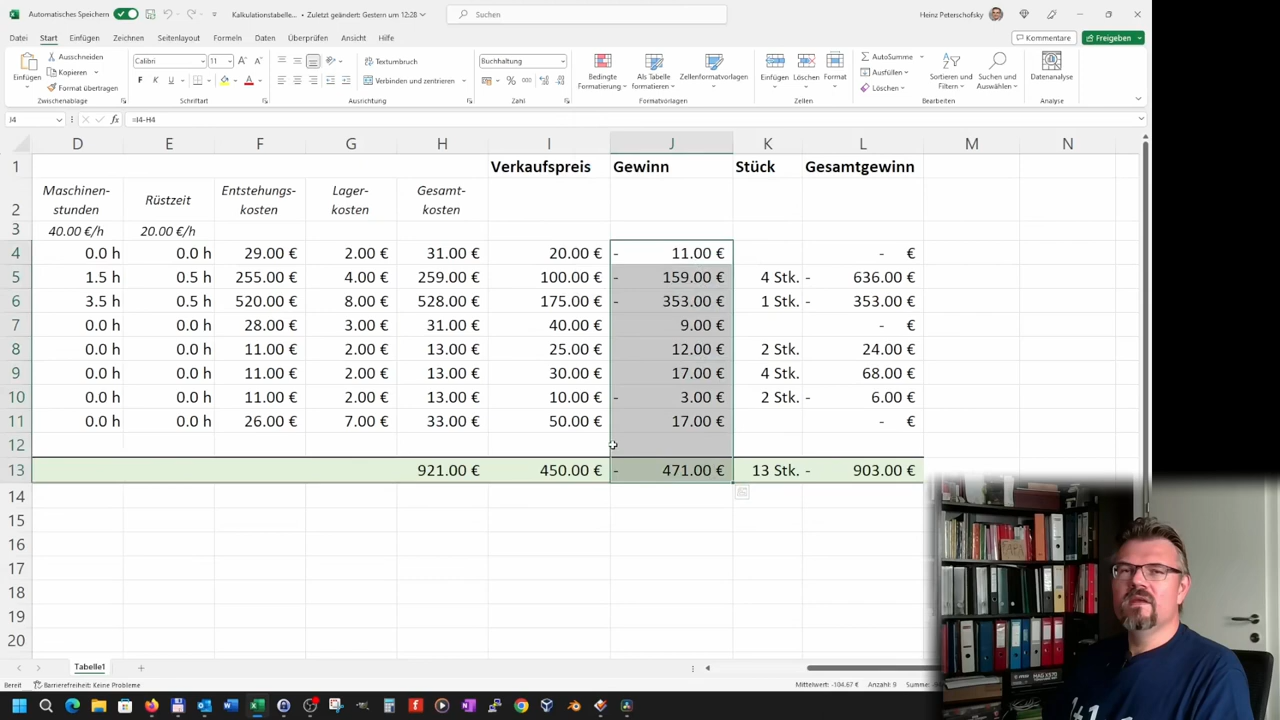 Automatisches Speichern Kalkulationstabelle... • Zuletzt geändert: Gestern um 12:28 Suchen Heinz Peterschofsky
Datei Start Einfügen Zeichnen Seitenlayout Formeln Daten Überprüfen Ansicht Hilfe Kommentare Freigeben
Einfügen Ausschneiden Kopieren Format übertragen Zwischenablage
Calibri 11 F K U Schriftart
Textumbruch Verbinden und zentrieren Ausrichtung
Buchhaltung Zahl
Bedingte Formatierung Als Tabelle formatieren Zellenformatvorlagen Formatvorlagen
Einfügen Löschen Format Zellen
AutoSumme Ausfüllen Löschen Sortieren und Filtern Suchen und Auswählen Bearbeiten
Datenanalyse Analyse
J4 fx =I4-H4
D E F G H I J K L M N
1 Verkaufspreis Gewinn Stück Gesamtgewinn
2 Maschinen-stunden Rüstzeit Entstehungs-kosten Lager-kosten Gesamt-kosten
3 40.00 €/h 20.00 €/h
4 0.0 h 0.0 h 29.00 € 2.00 € 31.00 € 20.00 € - 11.00 € - €
5 1.5 h 0.5 h 255.00 € 4.00 € 259.00 € 100.00 € - 159.00 € 4 Stk. - 636.00 €
6 3.5 h 0.5 h 520.00 € 8.00 € 528.00 € 175.00 € - 353.00 € 1 Stk. - 353.00 €
7 0.0 h 0.0 h 28.00 € 3.00 € 31.00 € 40.00 € 9.00 € - €
8 0.0 h 0.0 h 11.00 € 2.00 € 13.00 € 25.00 € 12.00 € 2 Stk. 24.00 €
9 0.0 h 0.0 h 11.00 € 2.00 € 13.00 € 30.00 € 17.00 € 4 Stk. 68.00 €
10 0.0 h 0.0 h 11.00 € 2.00 € 13.00 € 10.00 € - 3.00 € 2 Stk. - 6.00 €
11 0.0 h 0.0 h 26.00 € 7.00 € 33.00 € 50.00 € 17.00 € - €
12
13 921.00 € 450.00 € - 471.00 € 13 Stk. - 903.00 €
14
15
16
17
18
19
20
Tabelle1
Bereit Barrierefreiheit: Keine Probleme Mittelwert: -104.67 € Anzahl: 9 Summe: